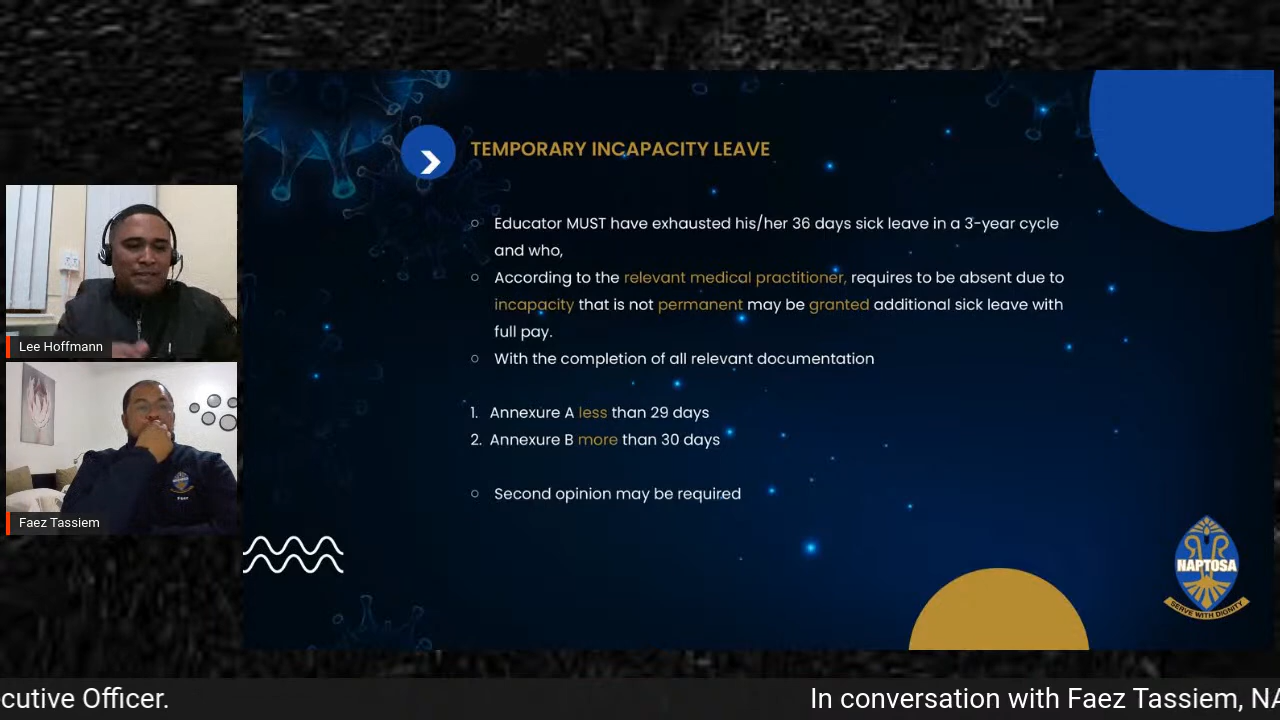 TEMPORARY INCAPACITY LEAVE
Educator MUST have exhausted his/her 36 days sick leave in a 3-year cycle
and who,
According to the relevant medical practitioner, requires to be absent due to
incapacity that is not permanent may be granted additional sick leave with
full pay.
With the completion of all relevant documentation
1. Annexure A less than 29 days
2. Annexure B more than 30 days
Second opinion may be required
Lee Hoffmann
Faez Tassiem
NAPTOSA
SERVE WITH DIGNITY
cutive Officer.
In conversation with Faez Tassiem, NA